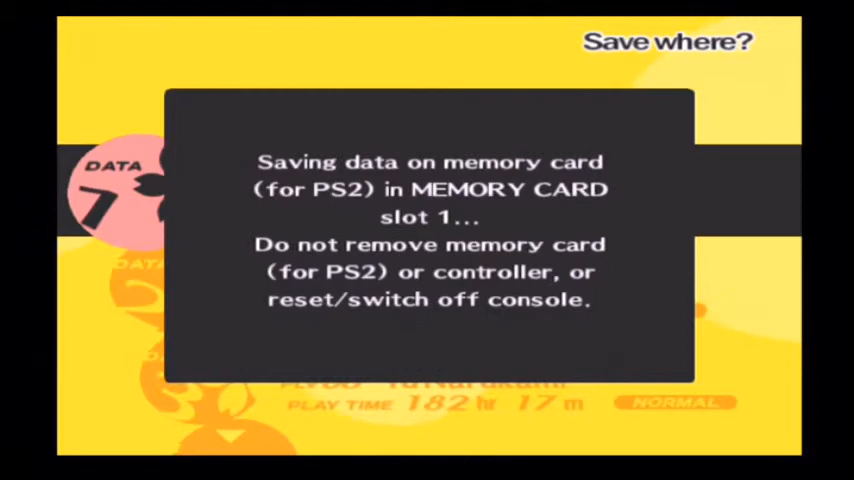 Save where?
DATA
7
Saving data on memory card
(for PS2) in MEMORY CARD
slot 1...
Do not remove memory card
(for PS2) or controller, or
reset/switch off console.
DATA
PLAY TIME 182 hr 17 m NORMAL